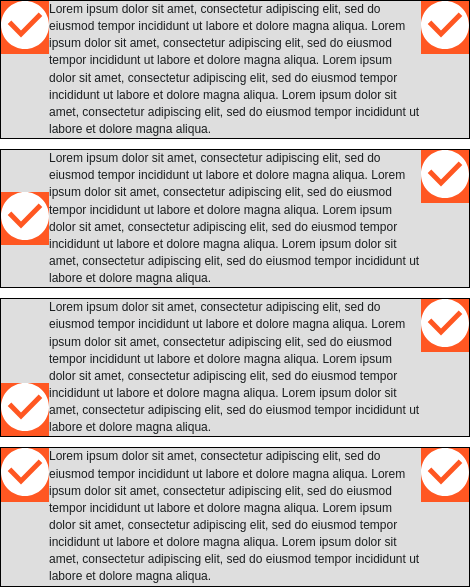 Lorem ipsum dolor sit amet, consectetur adipiscing elit, sed do
eiusmod tempor incididunt ut labore et dolore magna aliqua. Lorem
ipsum dolor sit amet, consectetur adipiscing elit, sed do eiusmod
tempor incididunt ut labore et dolore magna aliqua. Lorem ipsum
dolor sit amet, consectetur adipiscing elit, sed do eiusmod tempor
incididunt ut labore et dolore magna aliqua. Lorem ipsum dolor sit
amet, consectetur adipiscing elit, sed do eiusmod tempor incididunt ut
labore et dolore magna aliqua.
Lorem ipsum dolor sit amet, consectetur adipiscing elit, sed do
eiusmod tempor incididunt ut labore et dolore magna aliqua. Lorem
ipsum dolor sit amet, consectetur adipiscing elit, sed do eiusmod
tempor incididunt ut labore et dolore magna aliqua. Lorem ipsum
dolor sit amet, consectetur adipiscing elit, sed do eiusmod tempor
incididunt ut labore et dolore magna aliqua. Lorem ipsum dolor sit
amet, consectetur adipiscing elit, sed do eiusmod tempor incididunt ut
labore et dolore magna aliqua.
Lorem ipsum dolor sit amet, consectetur adipiscing elit, sed do
eiusmod tempor incididunt ut labore et dolore magna aliqua. Lorem
ipsum dolor sit amet, consectetur adipiscing elit, sed do eiusmod
tempor incididunt ut labore et dolore magna aliqua. Lorem ipsum
dolor sit amet, consectetur adipiscing elit, sed do eiusmod tempor
incididunt ut labore et dolore magna aliqua. Lorem ipsum dolor sit
amet, consectetur adipiscing elit, sed do eiusmod tempor incididunt ut
labore et dolore magna aliqua.
Lorem ipsum dolor sit amet, consectetur adipiscing elit, sed do
eiusmod tempor incididunt ut labore et dolore magna aliqua. Lorem
ipsum dolor sit amet, consectetur adipiscing elit, sed do eiusmod
tempor incididunt ut labore et dolore magna aliqua. Lorem ipsum
dolor sit amet, consectetur adipiscing elit, sed do eiusmod tempor
incididunt ut labore et dolore magna aliqua. Lorem ipsum dolor sit
amet, consectetur adipiscing elit, sed do eiusmod tempor incididunt ut
labore et dolore magna aliqua.